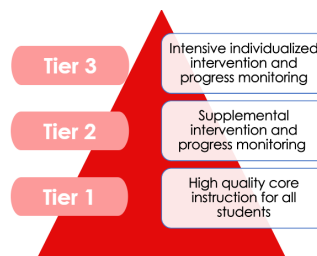 Tier 3
Intensive individualized
intervention and
progress monitoring
Tier 2
Supplemental
intervention and
progress monitoring
Tier 1
High quality core
instruction for all
students